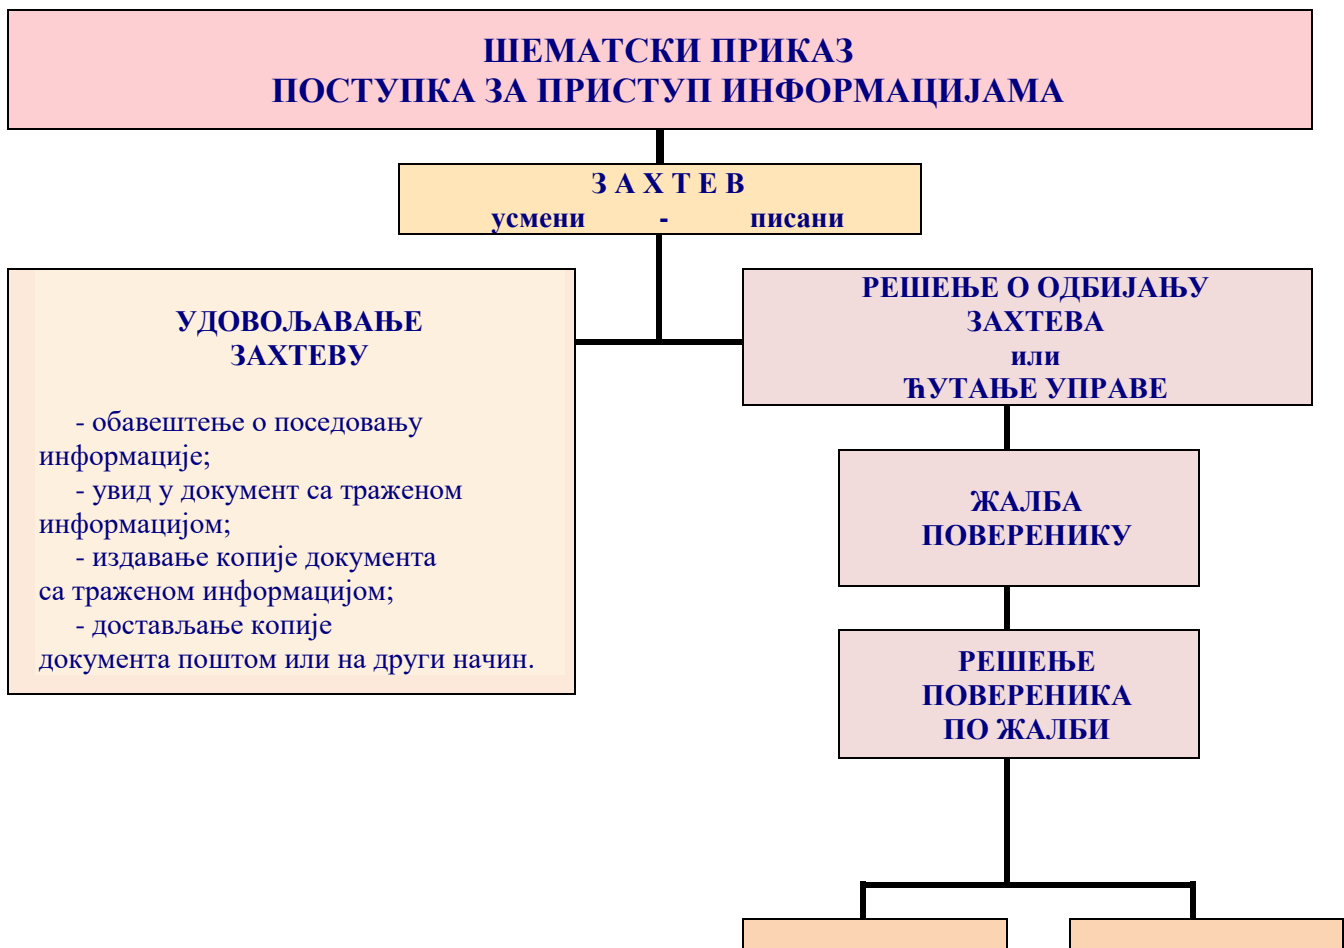 ШЕМАТСКИ ПРИКАЗ
ПОСТУПКА ЗА ПРИСТУП ИНФОРМАЦИЈАМА
З А Х Т Е В
усмени - писани
УДОВОЉАВАЊЕ
ЗАХТЕВУ
- обавештење о поседовању
информације;
- увид у документ са траженом
информацијом;
- издавање копије документа
са траженом информацијом;
- достављање копије
документа поштом или на други начин.
РЕШЕЊЕ О ОДБИЈАЊУ
ЗАХТЕВА
или
ЋУТАЊЕ УПРАВЕ
ЖАЛБА
ПОВЕРЕНИКУ
РЕШЕЊЕ
ПОВЕРЕНИКА
ПО ЖАЛБИ